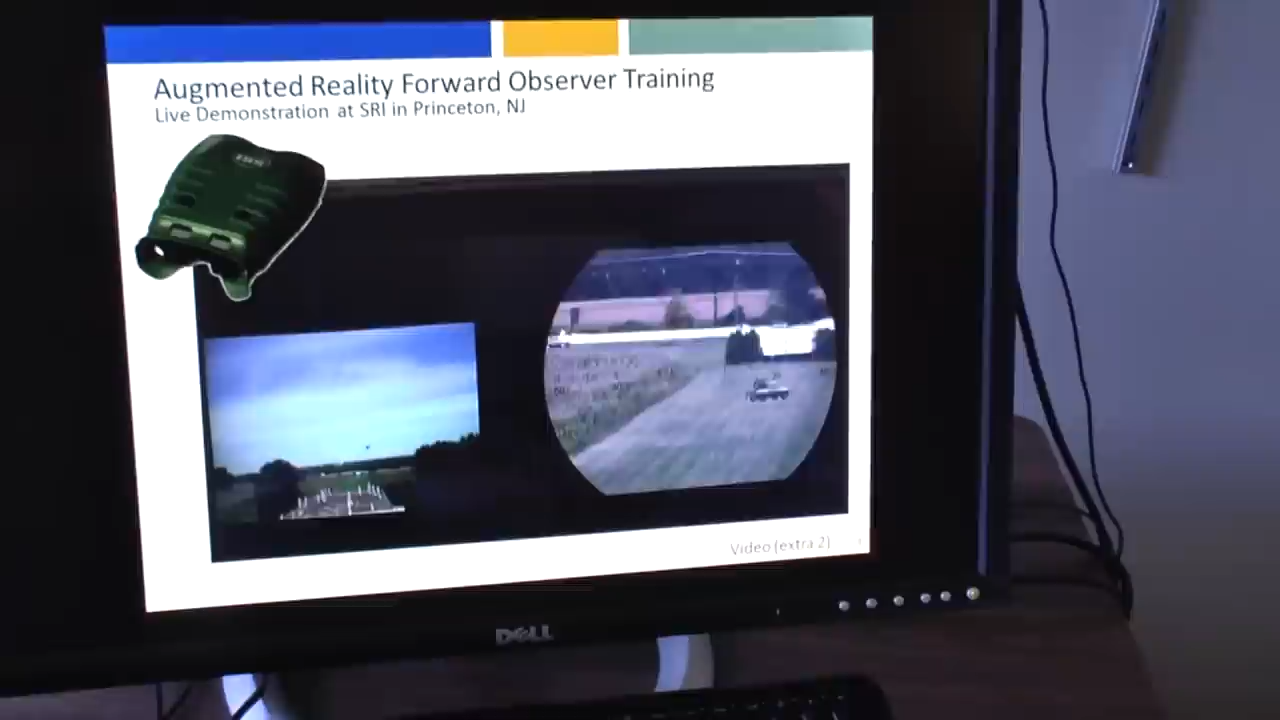 Augmented Reality Forward Observer Training
Live Demonstration at SRI in Princeton, NJ
Video (extra 2)
DELL